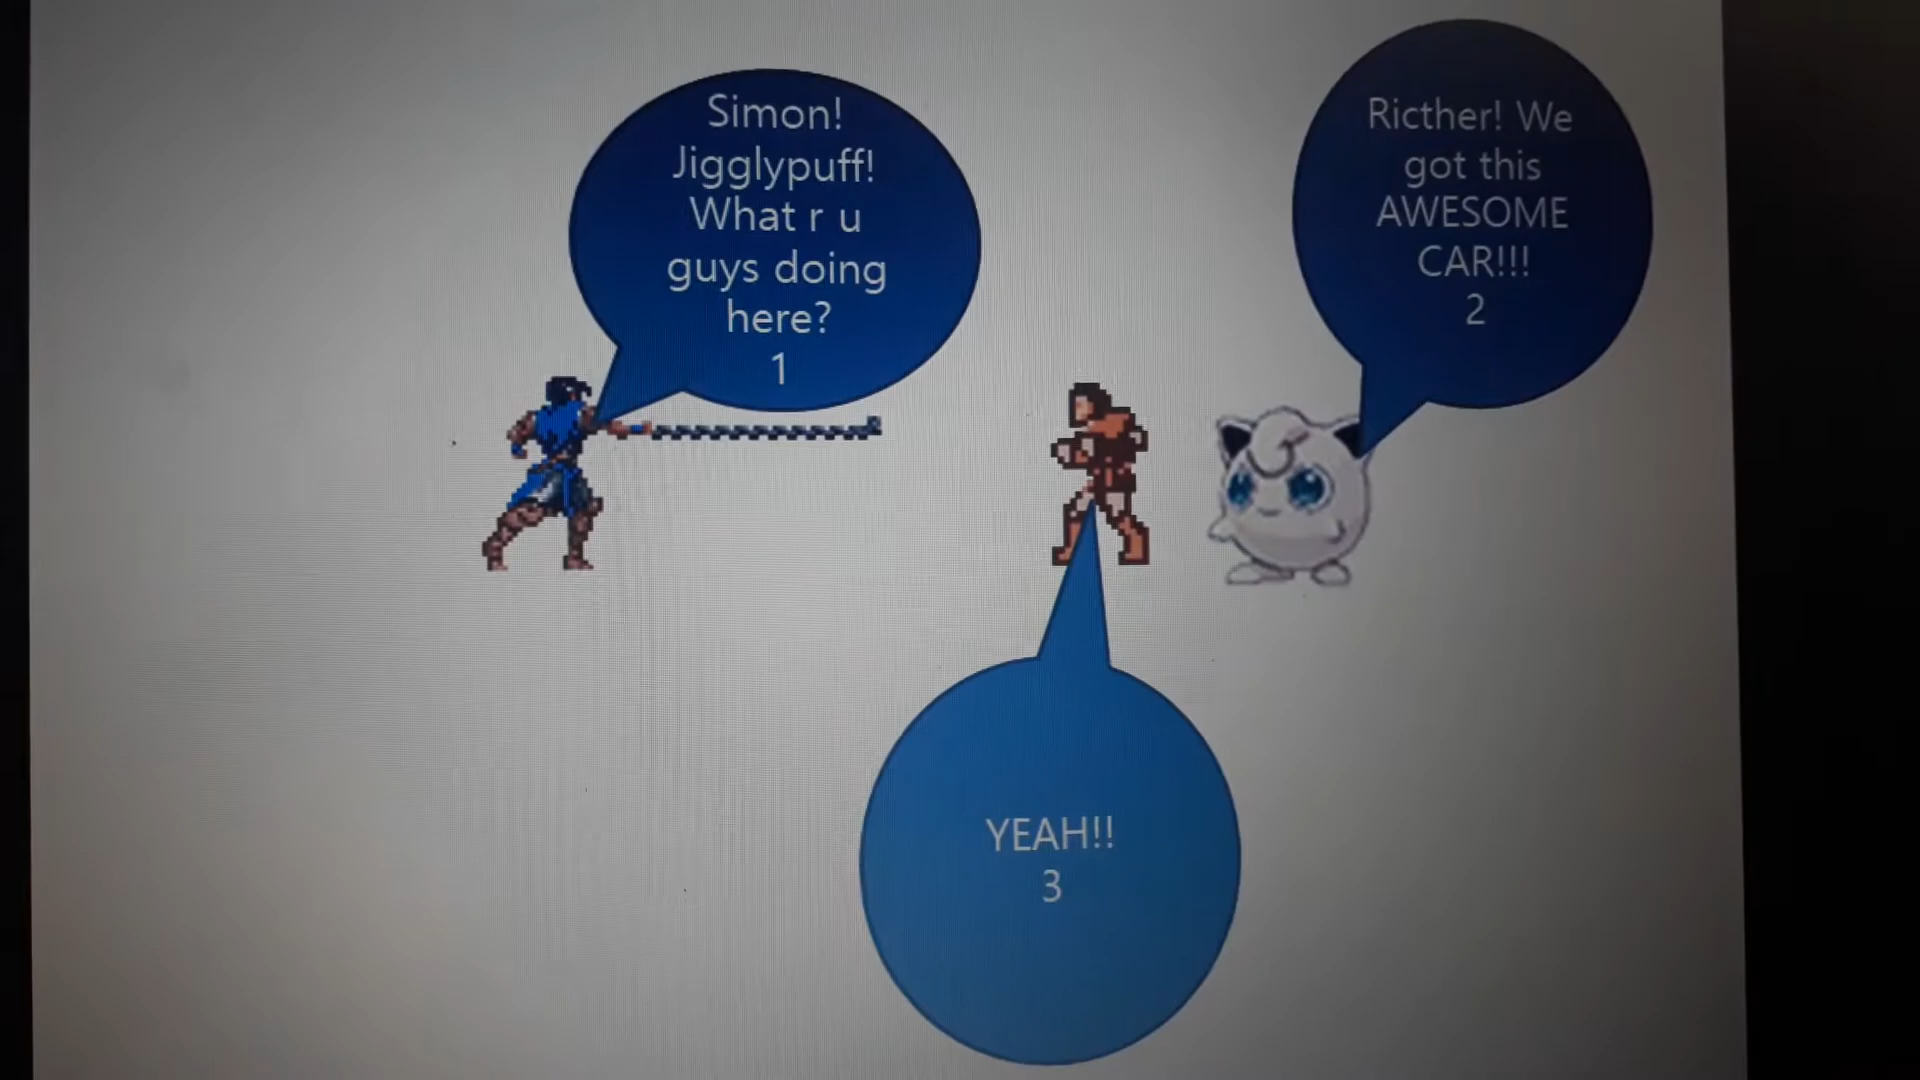 Simon!
Jigglypuff!
What r u
guys doing
here?
1
Ricther! We
got this
AWESOME
CAR!!!
2
YEAH!!
3